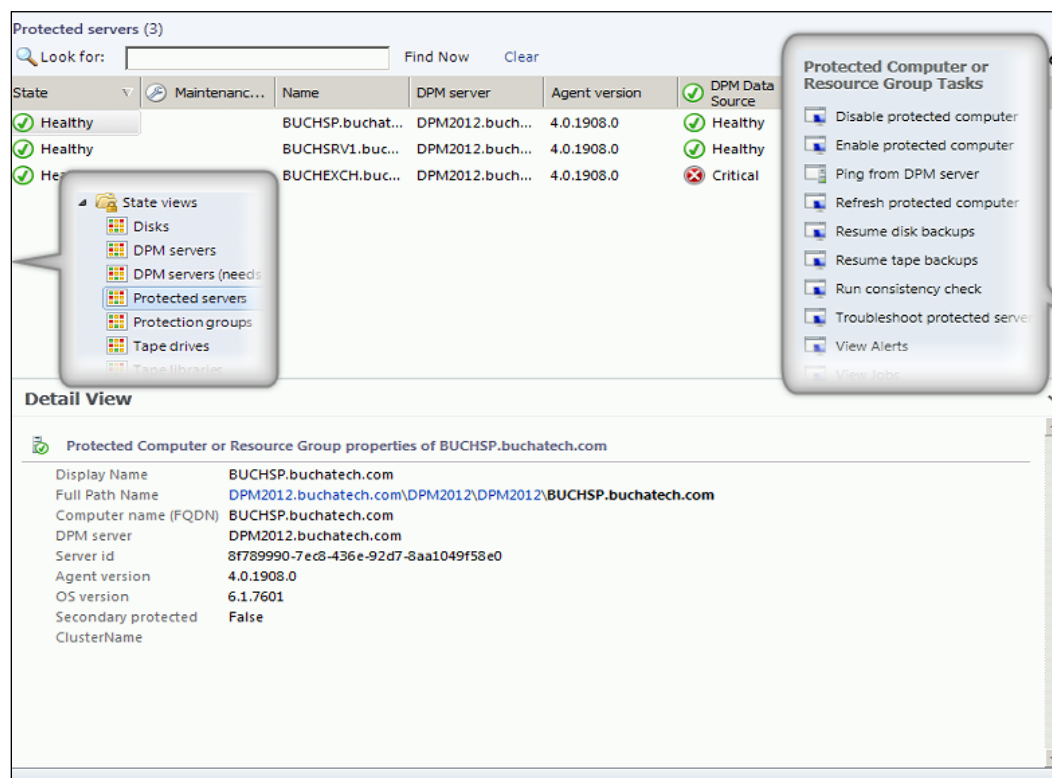 Protected servers (3)
Look for: Find Now Clear
State Maintenanc... Name DPM server Agent version DPM Data Source
Healthy BUCHSP.buchat... DPM2012.buch... 4.0.1908.0 Healthy
Healthy BUCHSRV1.buc... DPM2012.buch... 4.0.1908.0 Healthy
Hea BUCHEXCH.buc... DPM2012.buch... 4.0.1908.0 Critical
State views
Disks
DPM servers
DPM servers (needs
Protected servers
Protection groups
Tape drives
Tape libraries
Protected Computer or
Resource Group Tasks
Disable protected computer
Enable protected computer
Ping from DPM server
Refresh protected computer
Resume disk backups
Resume tape backups
Run consistency check
Troubleshoot protected server
View Alerts
View Jobs
Detail View
Protected Computer or Resource Group properties of BUCHSP.buchatech.com
Display Name BUCHSP.buchatech.com
Full Path Name DPM2012.buchatech.com\DPM2012\DPM2012\BUCHSP.buchatech.com
Computer name (FQDN) BUCHSP.buchatech.com
DPM server DPM2012.buchatech.com
Server id 8f789990-7ec8-436e-92d7-8aa1049f58e0
Agent version 4.0.1908.0
OS version 6.1.7601
Secondary protected False
ClusterName